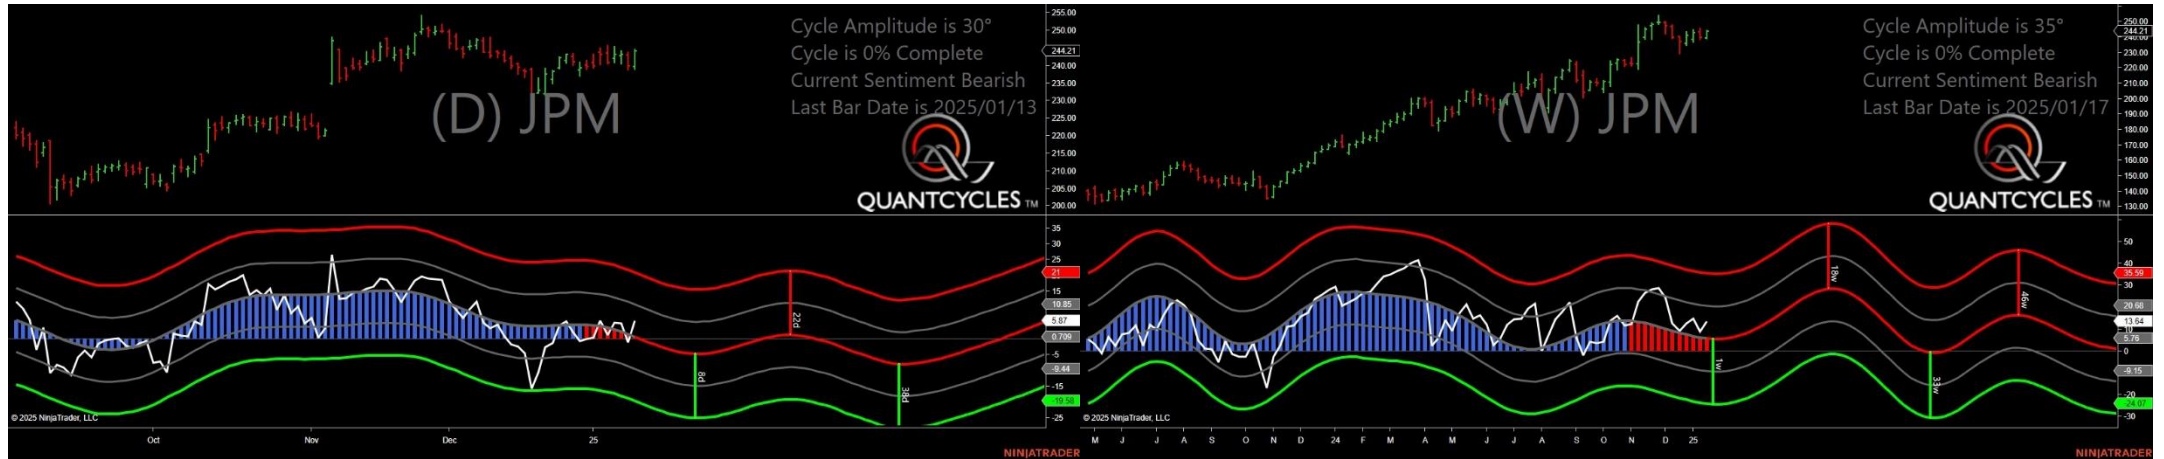 Cycle Amplitude is 30°
Cycle is 0% Complete
Current Sentiment Bearish
Last Bar Date is 2025/01/13
(D) JPM
QUANTCYCLES TM
255.00
250.00
244.21
240.00
235.00
230.00
225.00
220.00
215.00
210.00
205.00
200.00
35
30
25
21
15
10.85
5.87
0.709
-5
-9.44
-15
-19.58
-25
8d
22d
38d
© 2025 NinjaTrader, LLC
Oct Nov Dec 25
NINJATRADER
Cycle Amplitude is 35°
Cycle is 0% Complete
Current Sentiment Bearish
Last Bar Date is 2025/01/17
(W) JPM
QUANTCYCLES TM
250.00
244.21
240.00
230.00
220.00
210.00
200.00
190.00
180.00
170.00
160.00
150.00
140.00
130.00
50
40
35.59
30
20.68
13.64
10
5.76
0
-9.15
-20
-24.07
-30
1w
18w
33w
46w
© 2025 NinjaTrader, LLC
M J J A S O N D 24 F M A M J J A S O N D 25
NINJATRADER